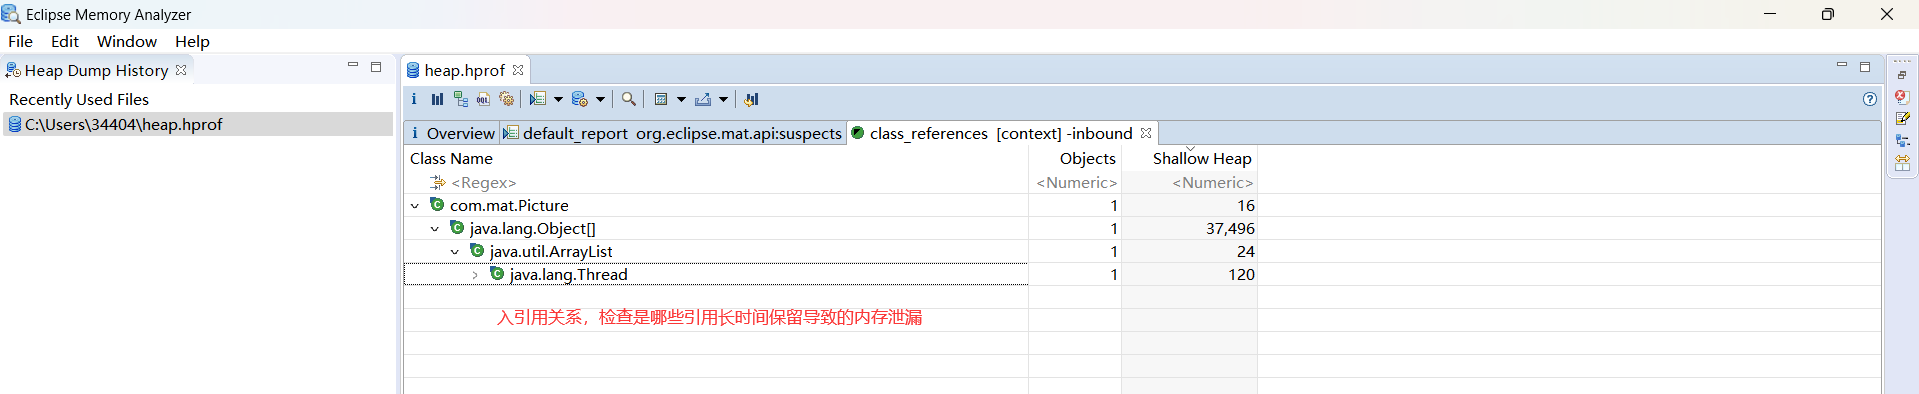 Eclipse Memory Analyzer
File Edit Window Help
Heap Dump History
Recently Used Files
C:\Users\34404\heap.hprof
heap.hprof
Overview default_report org.eclipse.mat.api:suspects class_references [context] -inbound
Class Name Objects Shallow Heap
<Regex> <Numeric> <Numeric>
com.mat.Picture 1 16
java.lang.Object[] 1 37,496
java.util.ArrayList 1 24
java.lang.Thread 1 120
入引用关系，检查是哪些引用长时间保留导致的内存泄漏